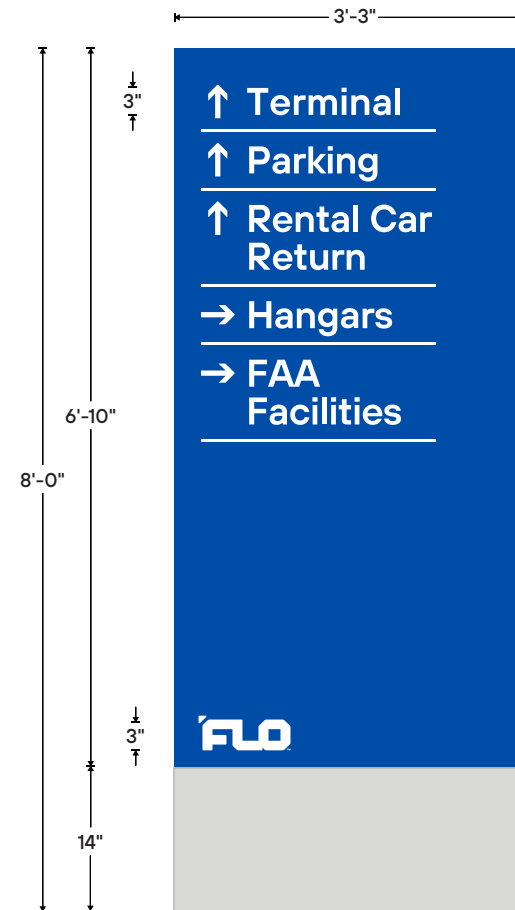 3'-3"
3"
↑ Terminal
↑ Parking
↑ Rental Car
Return
→ Hangars
→ FAA
Facilities
6'-10"
8'-0"
3"
FLO
14"